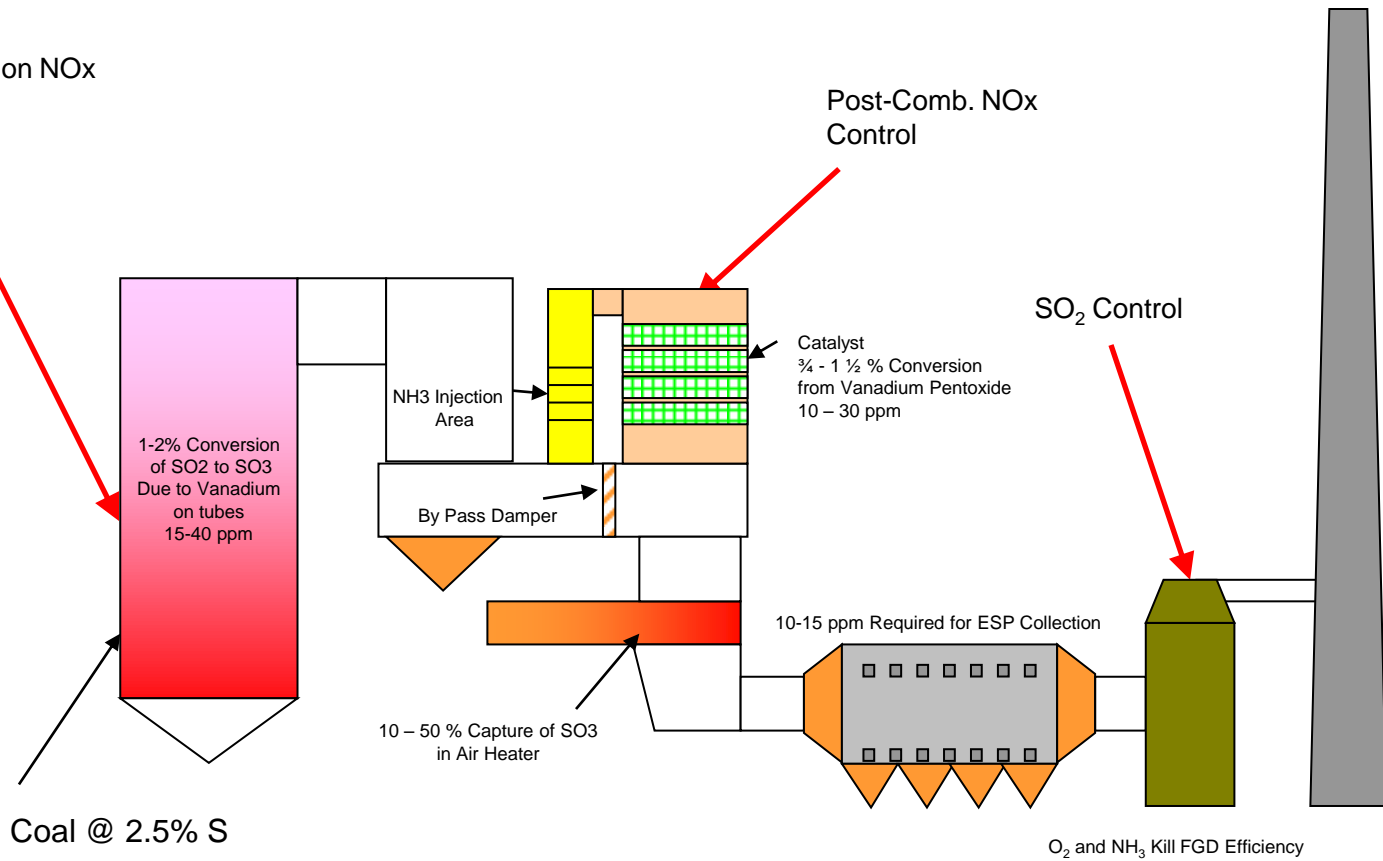 on NOx
Post-Comb. NOx
Control
SO₂ Control
Catalyst
¾ - 1 ½ % Conversion
from Vanadium Pentoxide
10 – 30 ppm
NH3 Injection
Area
1-2% Conversion
of SO2 to SO3
Due to Vanadium
on tubes
15-40 ppm
By Pass Damper
10-15 ppm Required for ESP Collection
10 – 50 % Capture of SO3
in Air Heater
Coal @ 2.5% S
O₂ and NH₃ Kill FGD Efficiency